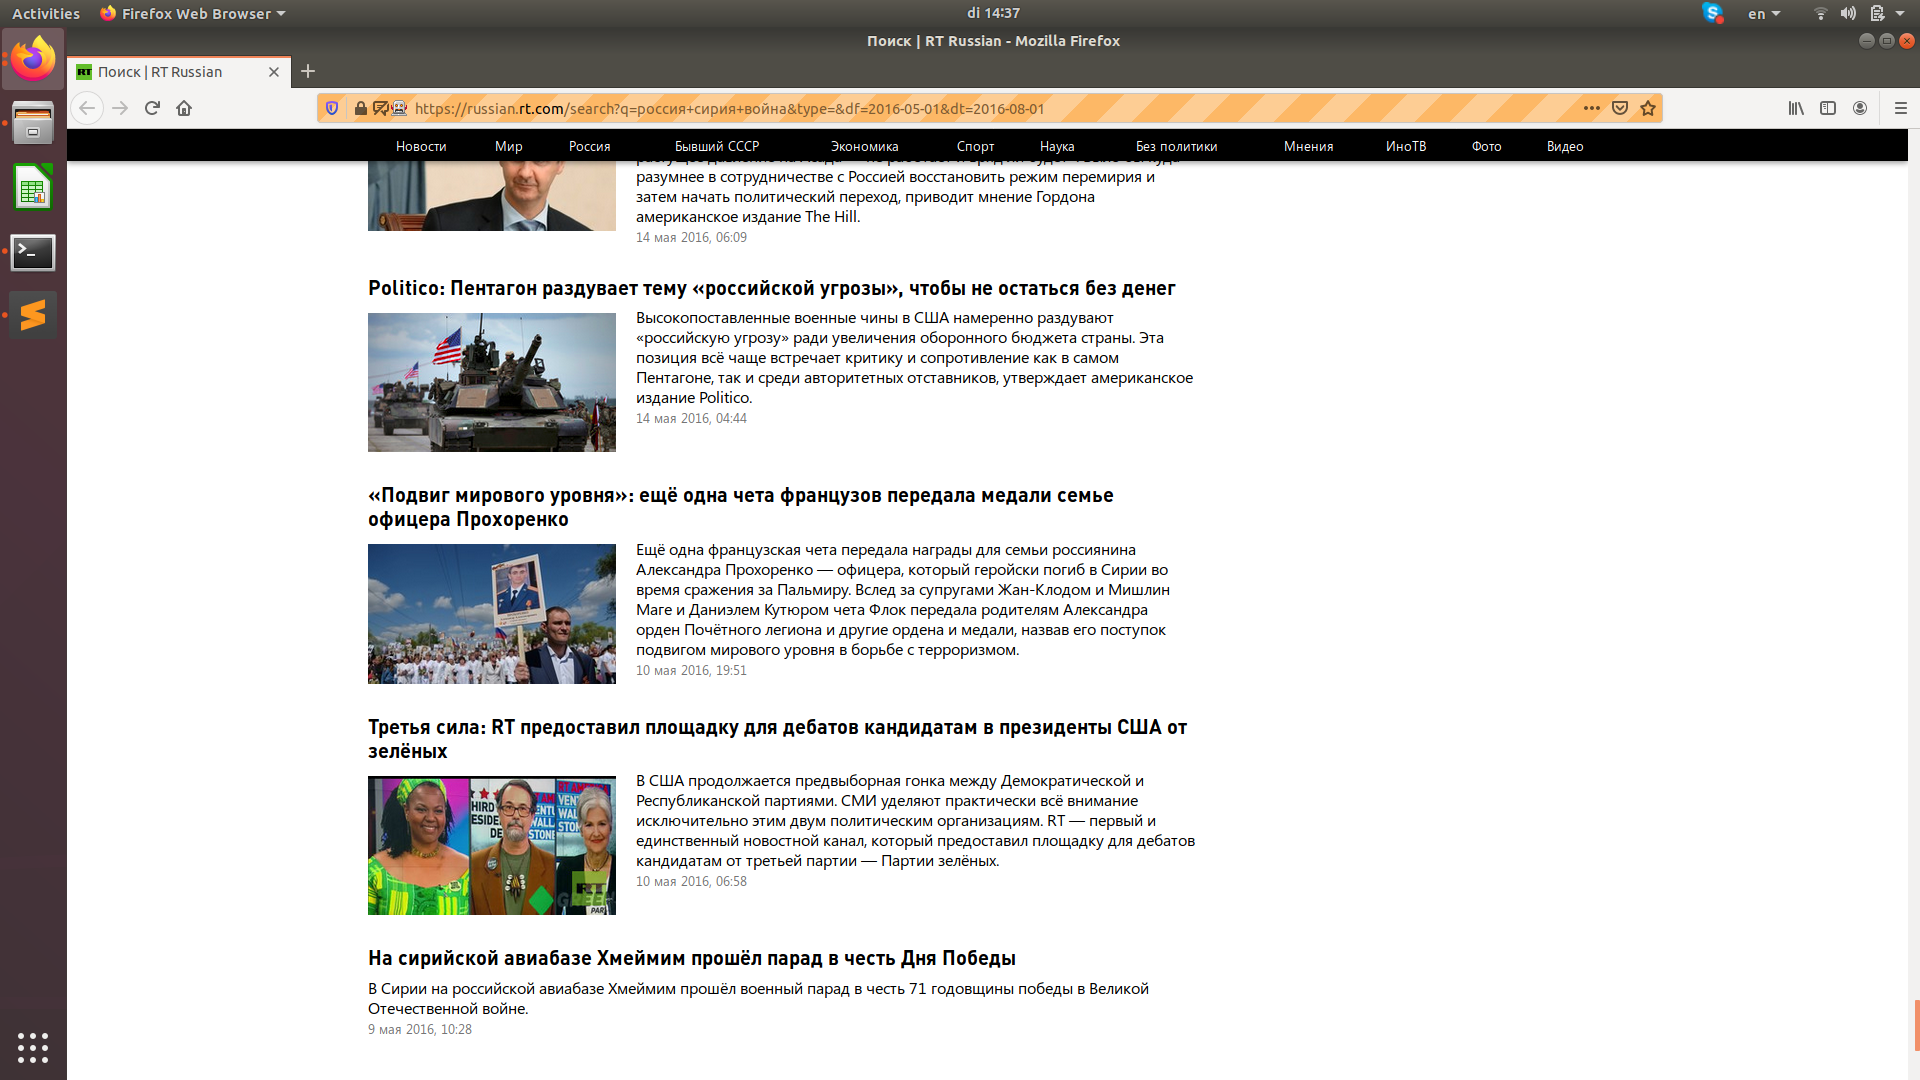 Activities
Firefox Web Browser
di 14:37
en
Поиск | RT Russian - Mozilla Firefox
RT Поиск | RT Russian
https://russian.rt.com/search?q=россия+сирия+война&type=&df=2016-05-01&dt=2016-08-01
Новости Мир Россия Бывший СССР Экономика Спорт Наука Без политики Мнения ИноТВ Фото Видео
разумнее в сотрудничестве с Россией восстановить режим перемирия и
затем начать политический переход, приводит мнение Гордона
американское издание The Hill.
14 мая 2016, 06:09
Politico: Пентагон раздувает тему «российской угрозы», чтобы не остаться без денег
Высокопоставленные военные чины в США намеренно раздувают
«российскую угрозу» ради увеличения оборонного бюджета страны. Эта
позиция всё чаще встречает критику и сопротивление как в самом
Пентагоне, так и среди авторитетных отставников, утверждает американское
издание Politico.
14 мая 2016, 04:44
«Подвиг мирового уровня»: ещё одна чета французов передала медали семье
офицера Прохоренко
Ещё одна французская чета передала награды для семьи россиянина
Александра Прохоренко — офицера, который геройски погиб в Сирии во
время сражения за Пальмиру. Вслед за супругами Жан-Клодом и Мишлин
Маге и Даниэлем Кутюром чета Флок передала родителям Александра
орден Почётного легиона и другие ордена и медали, назвав его поступок
подвигом мирового уровня в борьбе с терроризмом.
10 мая 2016, 19:51
Третья сила: RT предоставил площадку для дебатов кандидатам в президенты США от
зелёных
В США продолжается предвыборная гонка между Демократической и
Республиканской партиями. СМИ уделяют практически всё внимание
исключительно этим двум политическим организациям. RT — первый и
единственный новостной канал, который предоставил площадку для дебатов
кандидатам от третьей партии — Партии зелёных.
10 мая 2016, 06:58
RT
На сирийской авиабазе Хмеймим прошёл парад в честь Дня Победы
В Сирии на российской авиабазе Хмеймим прошёл военный парад в честь 71 годовщины победы в Великой
Отечественной войне.
9 мая 2016, 10:28